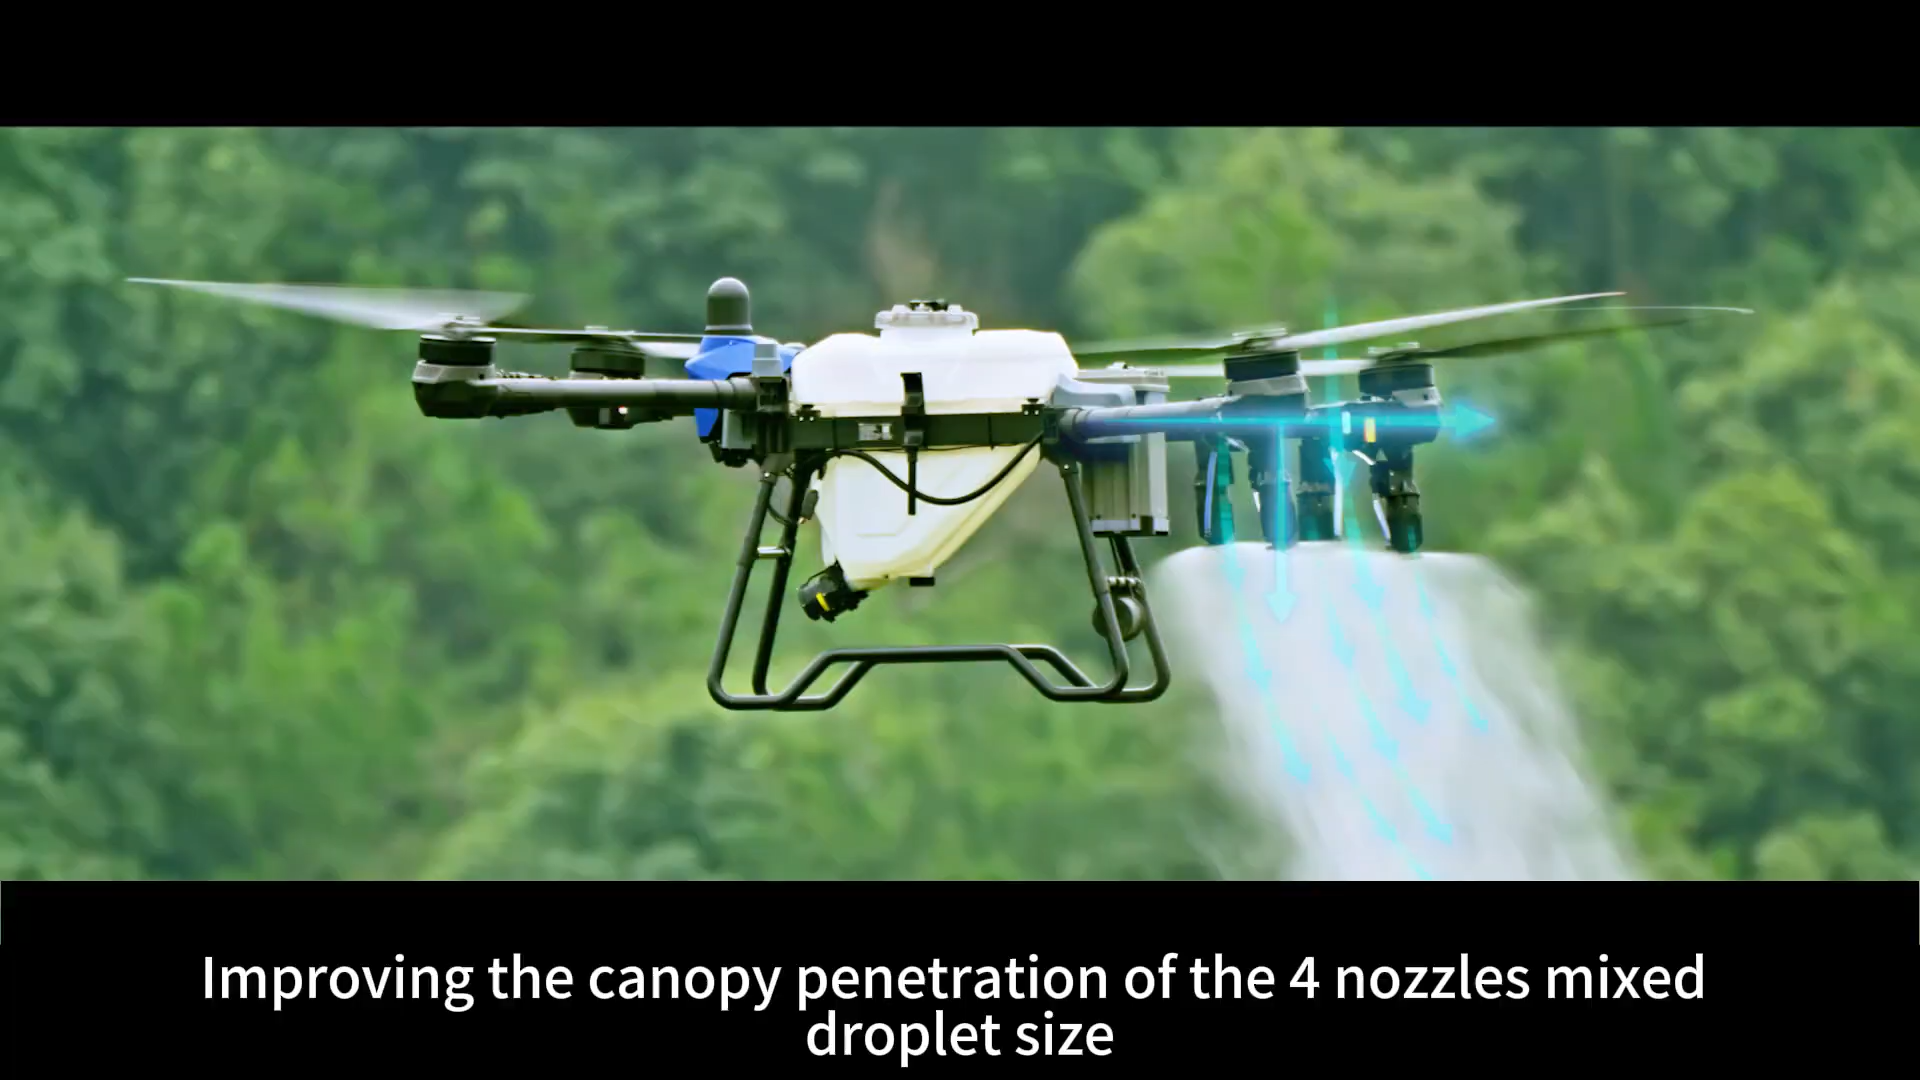 Improving the canopy penetration of the 4 nozzles mixed
droplet size